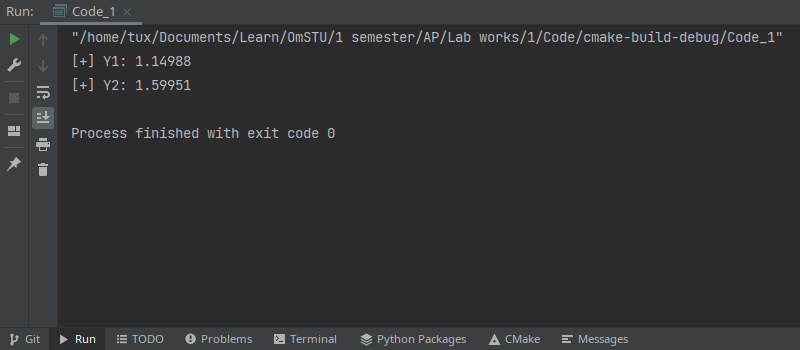 Run: Code_1
"/home/tux/Documents/Learn/OmSTU/1 semester/AP/Lab works/1/Code/cmake-build-debug/Code_1"
[+] Y1: 1.14988
[+] Y2: 1.59951
Process finished with exit code 0
Git Run TODO Problems Terminal Python Packages CMake Messages